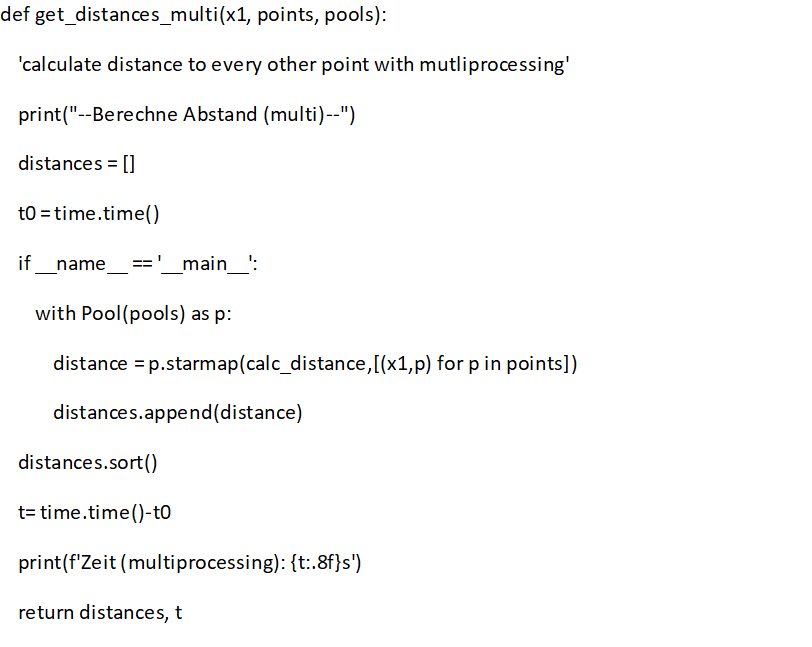 def get_distances_multi(x1, points, pools):
'calculate distance to every other point with mutliprocessing'
print("--Berechne Abstand (multi)--")
distances = []
t0 = time.time()
if __name__ == '__main__':
with Pool(pools) as p:
distance = p.starmap(calc_distance,[(x1,p) for p in points])
distances.append(distance)
distances.sort()
t= time.time()-t0
print(f'Zeit (multiprocessing): {t:.8f}s')
return distances, t